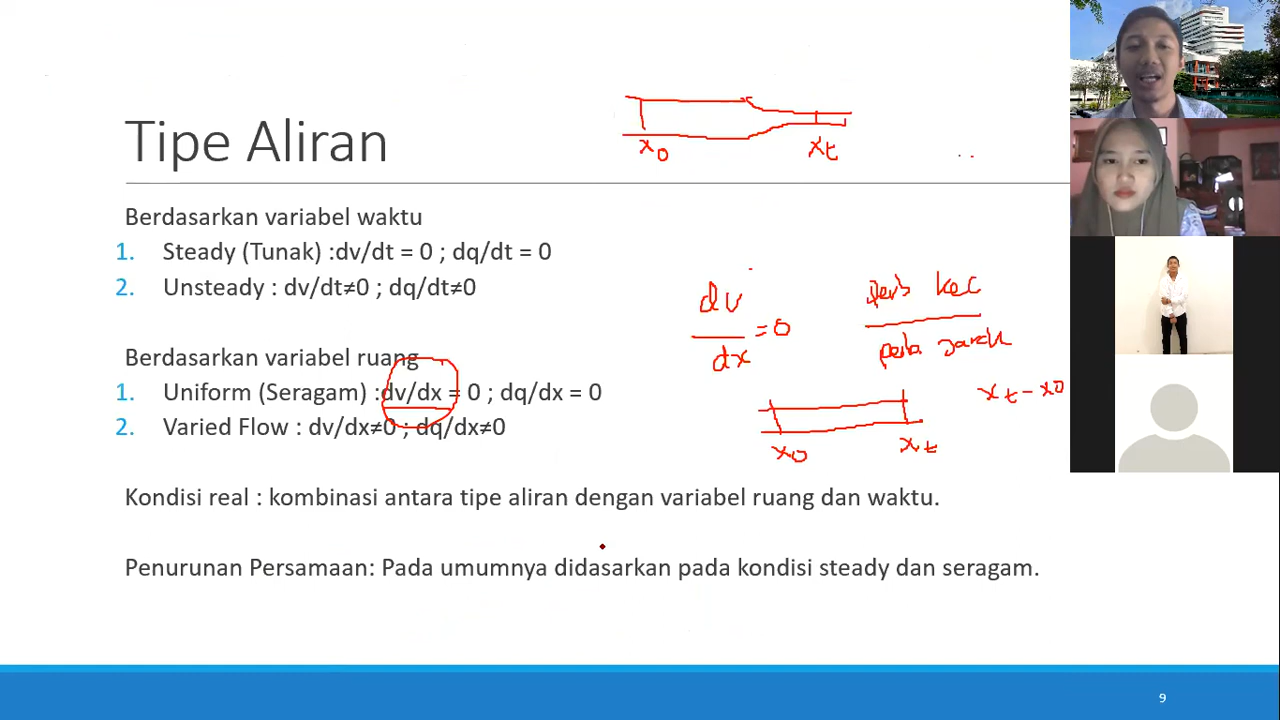 Tipe Aliran
x0
xt
Berdasarkan variabel waktu
1. Steady (Tunak) :dv/dt = 0 ; dq/dt = 0
2. Unsteady : dv/dt≠0 ; dq/dt≠0
dv
dx
= 0
perb kec
jarak
Berdasarkan variabel ruang
1. Uniform (Seragam) :dv/dx = 0 ; dq/dx = 0
2. Varied Flow : dv/dx≠0 ; dq/dx≠0
x0
xt
xt - x0
Kondisi real : kombinasi antara tipe aliran dengan variabel ruang dan waktu.
Penurunan Persamaan: Pada umumnya didasarkan pada kondisi steady dan seragam.
9